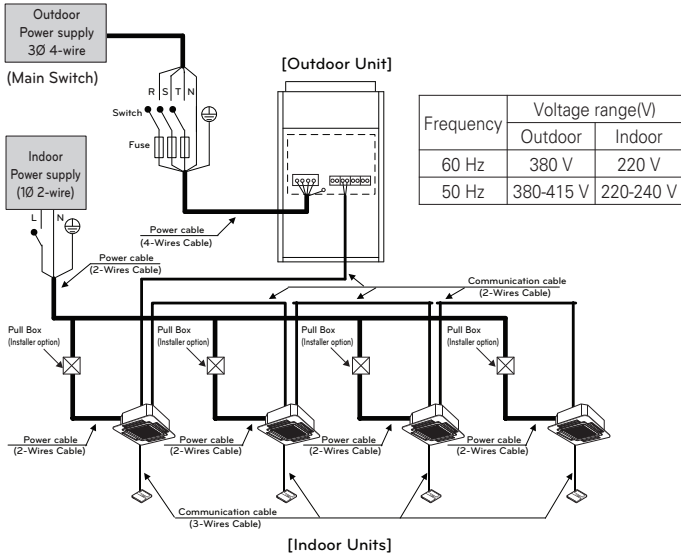 Outdoor
Power supply
3Ø 4-wire
(Main Switch)
R S T N
Switch
Fuse
[Outdoor Unit]
Frequency
Voltage range(V)
Outdoor Indoor
60 Hz 380 V 220 V
50 Hz 380-415 V 220-240 V
Indoor
Power supply
(1Ø 2-wire)
L N
Power cable
(4-Wires Cable)
Power cable
(2-Wires Cable)
Communication cable
(2-Wires Cable)
Pull Box
(Installer option)
Pull Box
(Installer option)
Pull Box
(Installer option)
Pull Box
(Installer option)
Power cable
(2-Wires Cable)
Power cable
(2-Wires Cable)
Power cable
(2-Wires Cable)
Power cable
(2-Wires Cable)
Communication cable
(3-Wires Cable)
[Indoor Units]